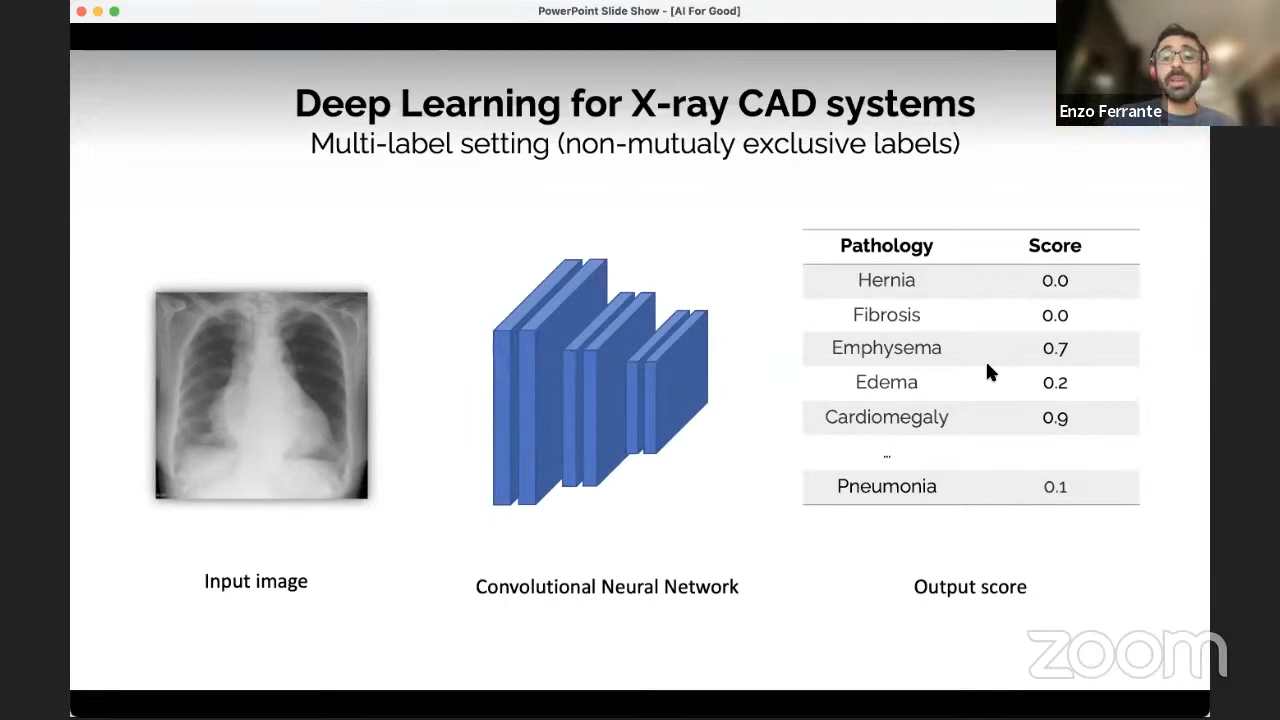 PowerPoint Slide Show - [AI For Good]
Enzo Ferrante
Deep Learning for X-ray CAD systems
Multi-label setting (non-mutualy exclusive labels)
Pathology Score
Hernia 0.0
Fibrosis 0.0
Emphysema 0.7
Edema 0.2
Cardiomegaly 0.9
...
Pneumonia 0.1
Input image
Convolutional Neural Network
Output score
zoom